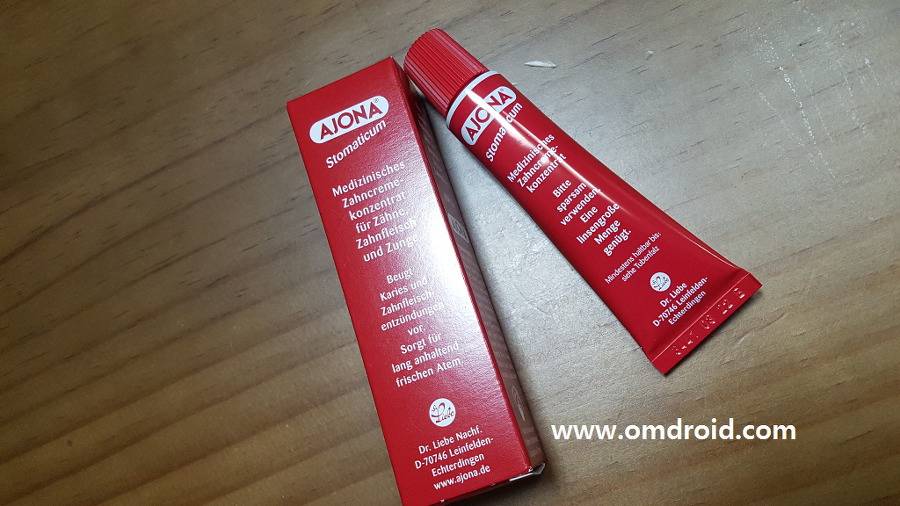 AJONA®
Stomaticum
Medizinisches
Zahncreme-
konzentrat
für Zähne,
Zahnfleisch
und Zunge
Beugt
Karies und
Zahnfleisch-
entzündungen
vor.
Sorgt für
lang anhaltend
frischen Atem.
Dr. Liebe Nachf.
D-70746 Leinfelden-
Echterdingen
www.ajona.de
AJONA
Stomaticum
Medizinisches
Zahncreme-
konzentrat
Bitte
sparsam
verwenden.
Eine
linsengroße
Menge
genügt.
Mindestens haltbar bis:
siehe Tubenfalz
Dr. Liebe
D-70746 Leinfelden-
Echterdingen
www.omdroid.com